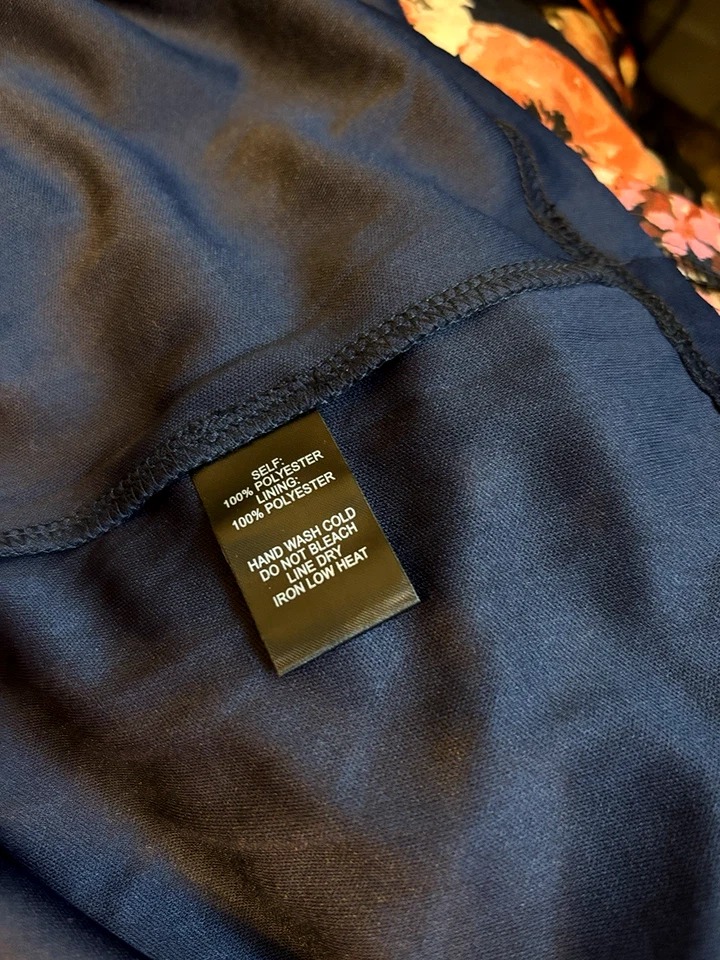 SELF:
100% POLYESTER
LINING:
100% POLYESTER
HAND WASH COLD
DO NOT BLEACH
LINE DRY
IRON LOW HEAT